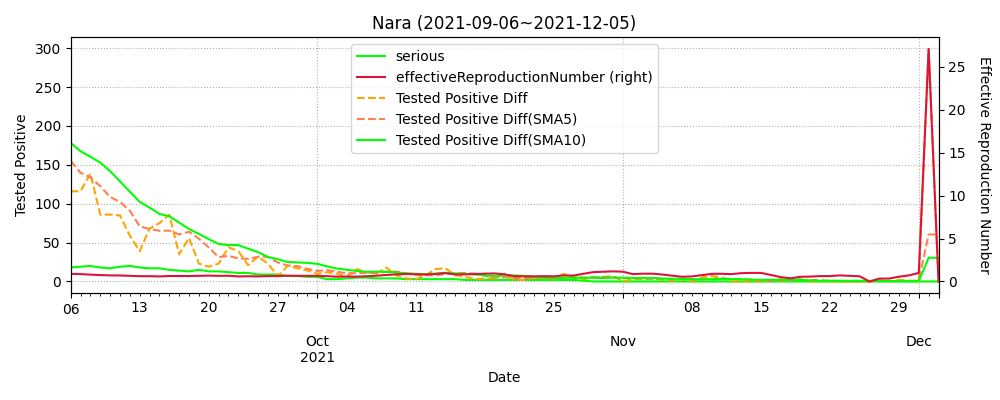 Nara (2021-09-06~2021-12-05)
serious
effectiveReproductionNumber (right)
Tested Positive Diff
Tested Positive Diff(SMA5)
Tested Positive Diff(SMA10)
Tested Positive
300
250
200
150
100
50
0
Effective Reproduction Number
25
20
15
10
5
0
06 13 20 27 04 11 18 25 08 15 22 29
Oct Nov Dec
2021
Date